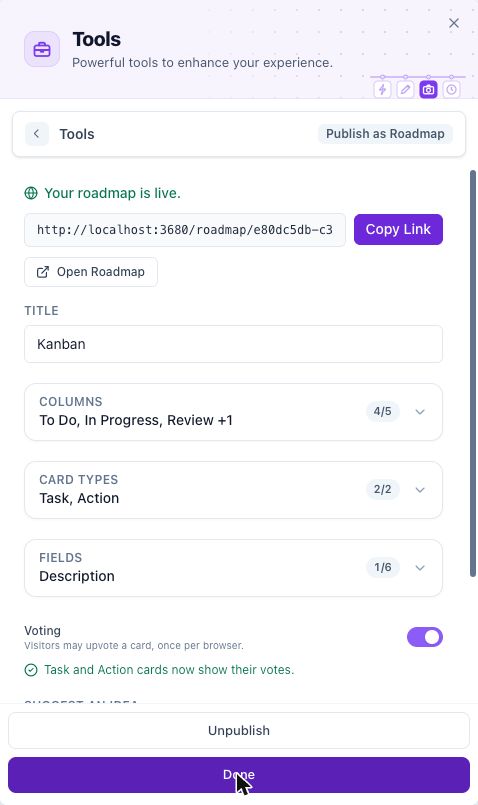 Tools
Powerful tools to enhance your experience.
Tools
Publish as Roadmap
Your roadmap is live.
http://localhost:3680/roadmap/e80dc5db-c3
Copy Link
Open Roadmap
TITLE
Kanban
COLUMNS
To Do, In Progress, Review +1
4/5
CARD TYPES
Task, Action
2/2
FIELDS
Description
1/6
Voting
Visitors may upvote a card, once per browser.
Task and Action cards now show their votes.
SUGGEST AN IDEA
Unpublish
Done